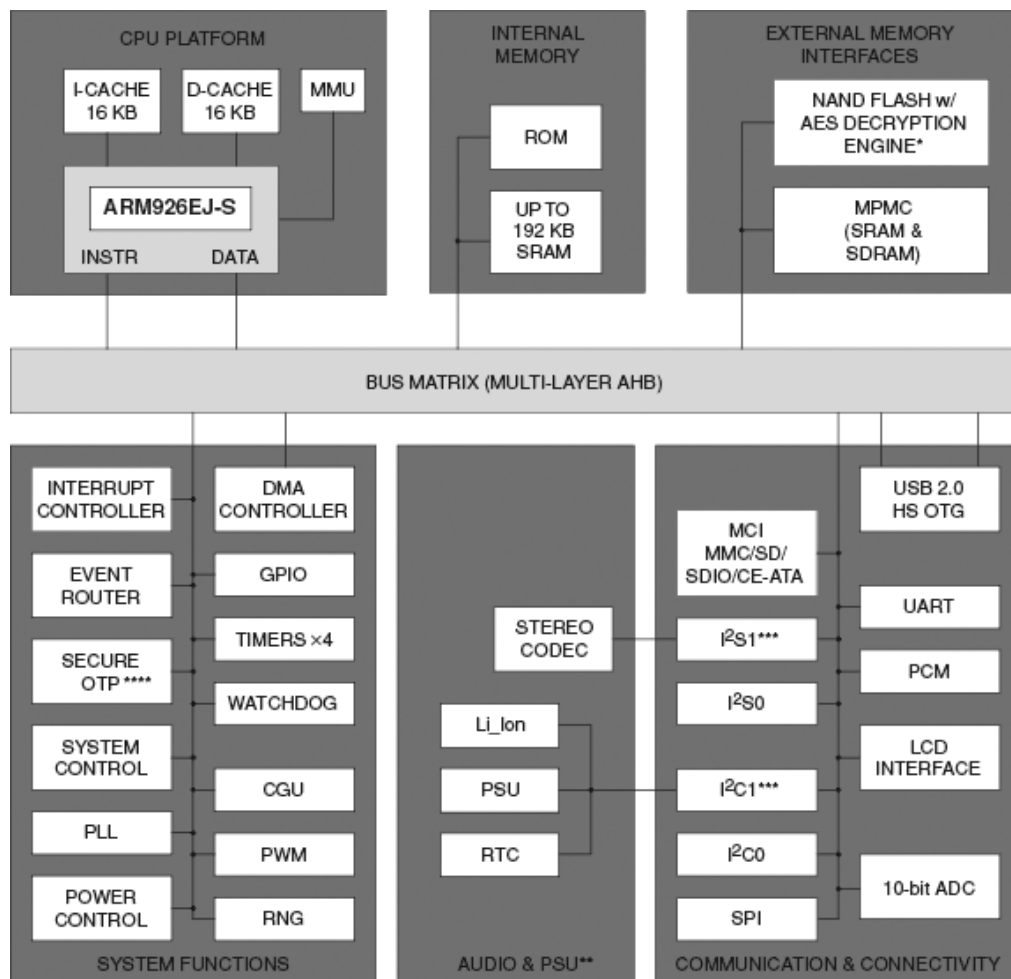 CPU PLATFORM
I-CACHE
16 KB
D-CACHE
16 KB
MMU
ARM926EJ-S
INSTR
DATA
INTERNAL
MEMORY
ROM
UP TO
192 KB
SRAM
EXTERNAL MEMORY
INTERFACES
NAND FLASH w/
AES DECRYPTION
ENGINE*
MPMC
(SRAM &
SDRAM)
BUS MATRIX (MULTI-LAYER AHB)
INTERRUPT
CONTROLLER
DMA
CONTROLLER
EVENT
ROUTER
GPIO
TIMERS ×4
SECURE
OTP ****
WATCHDOG
SYSTEM
CONTROL
CGU
PLL
PWM
POWER
CONTROL
RNG
SYSTEM FUNCTIONS
STEREO
CODEC
Li_Ion
PSU
RTC
AUDIO & PSU**
MCI
MMC/SD/
SDIO/CE-ATA
I²S1***
I²S0
I²C1***
I²C0
SPI
USB 2.0
HS OTG
UART
PCM
LCD
INTERFACE
10-bit ADC
COMMUNICATION & CONNECTIVITY